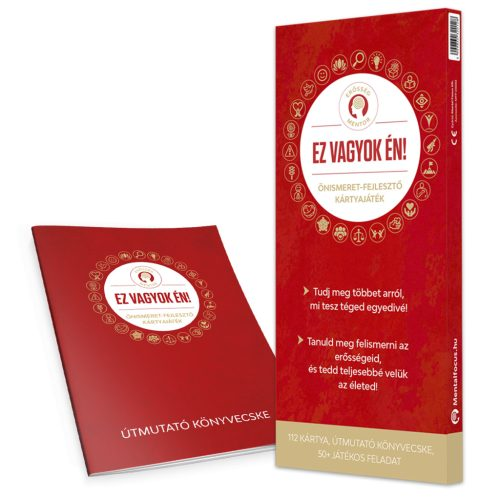 ERŐSSÉG
MENTOR
EZ VAGYOK ÉN!
ÖNISMERET-FEJLESZTŐ
KÁRTYAJÁTÉK
Tudj meg többet arról,
mi tesz téged egyedivé!
Tanuld meg felismerni az
erősségeid,
és tedd teljesebbé velük
az életed!
112 KÁRTYA, ÚTMUTATÓ KÖNYVECSKE,
50+ JÁTÉKOS FELADAT
Mentalfocus.hu
EZ VAGYOK ÉN!
ÖNISMERET-FEJLESZTŐ
KÁRTYAJÁTÉK
ÚTMUTATÓ KÖNYVECSKE